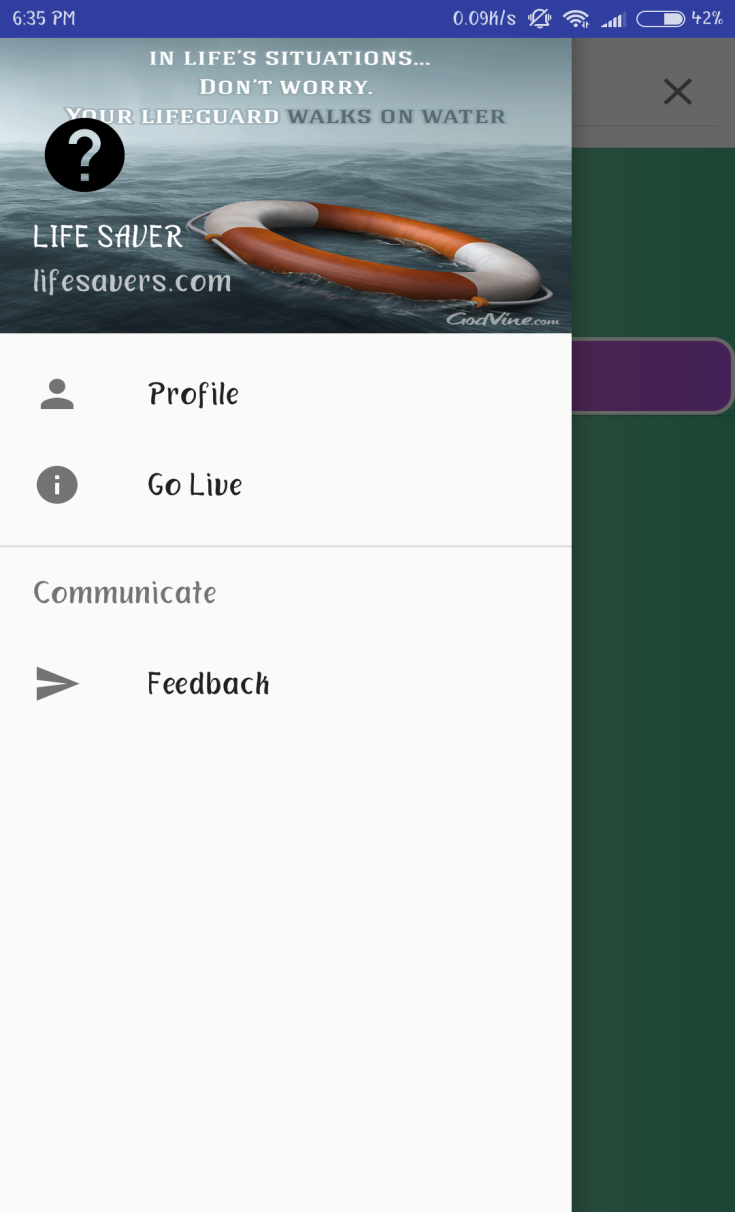 6:35 PM 0.09K/s 42%
IN LIFE'S SITUATIONS...
DON'T WORRY.
YOUR LIFEGUARD WALKS ON WATER
?
LIFE SAVER
lifesavers.com
GodVine.com
Profile
Go Live
Communicate
Feedback